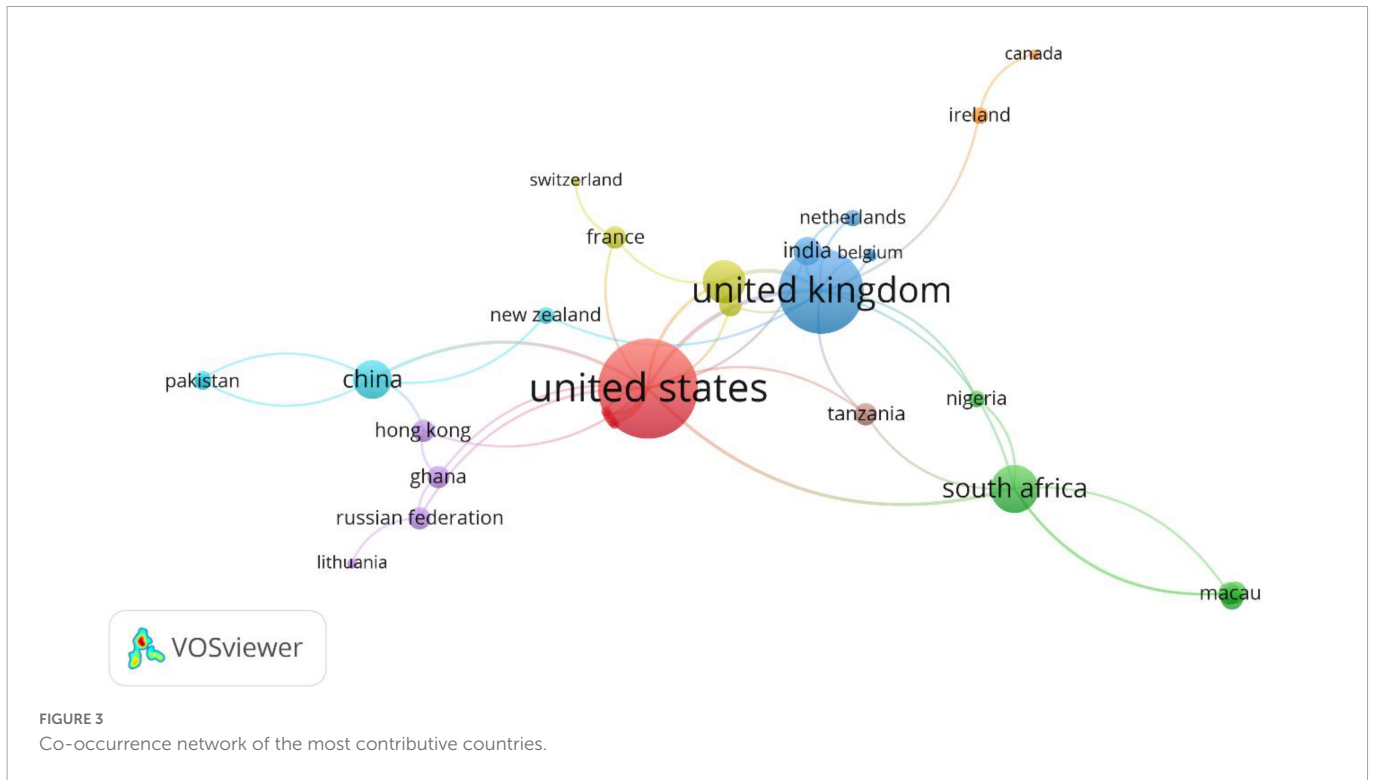 canada
ireland
switzerland
netherlands
france
india belgium
united kingdom
new zealand
pakistan
china
united states
nigeria
tanzania
hong kong
ghana
south africa
russian federation
lithuania
macau
VOSviewer
FIGURE 3
Co-occurrence network of the most contributive countries.